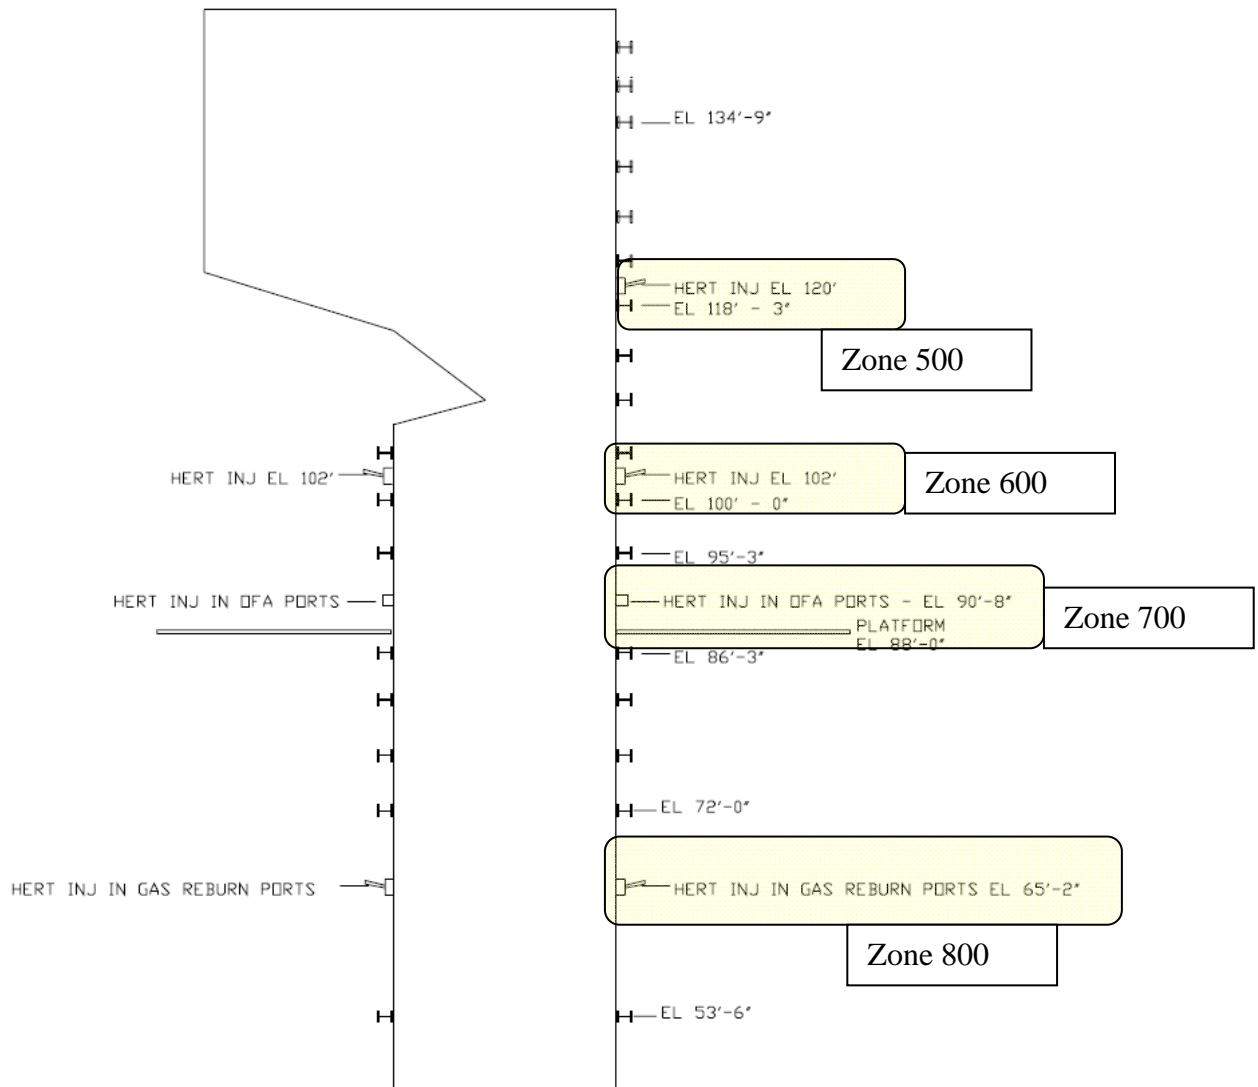 EL 134'-9"
HERT INJ EL 120'
EL 118' - 3"
Zone 500
HERT INJ EL 102'
HERT INJ EL 102'
Zone 600
EL 100' - 0"
EL 95'-3"
HERT INJ IN OFA PORTS
HERT INJ IN OFA PORTS - EL 90'-8"
Zone 700
PLATFORM
EL 88'-0"
EL 86'-3"
EL 72'-0"
HERT INJ IN GAS REBURN PORTS
HERT INJ IN GAS REBURN PORTS EL 65'-2"
Zone 800
EL 53'-6"